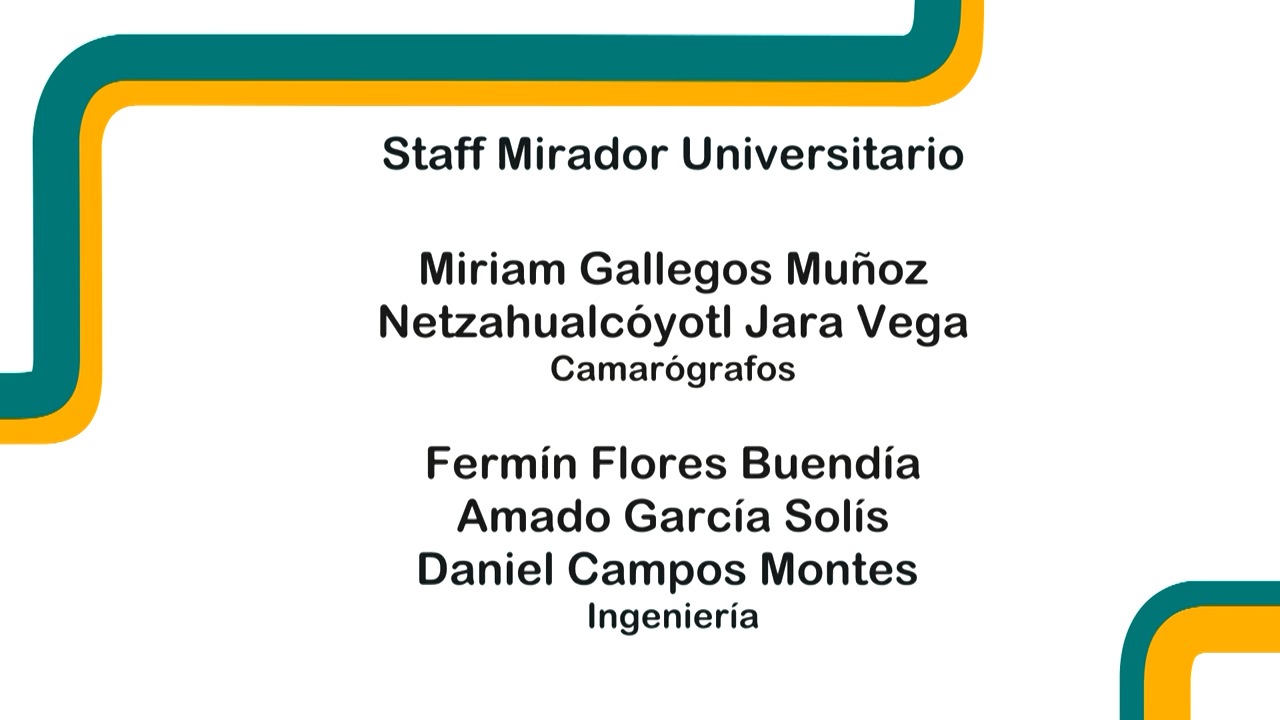 Staff Mirador Universitario
Miriam Gallegos Muñoz
Netzahualcóyotl Jara Vega
Camarógrafos
Fermín Flores Buendía
Amado García Solís
Daniel Campos Montes
Ingeniería